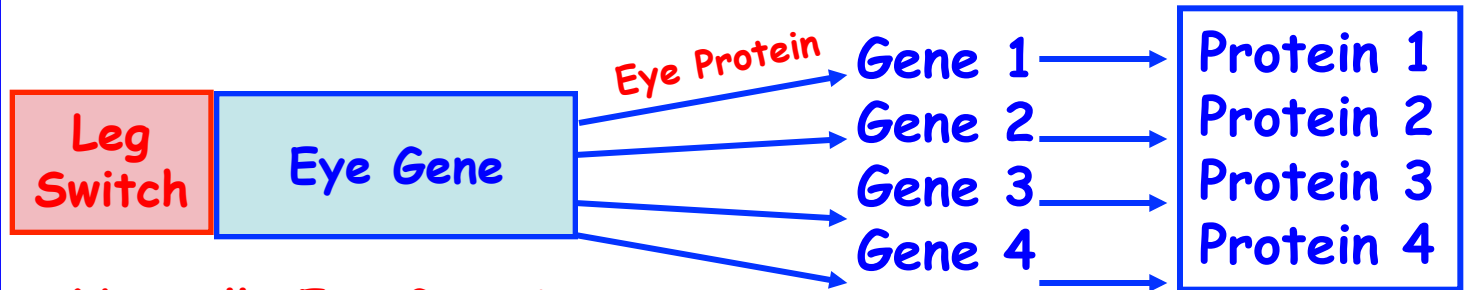 Leg
Switch
Eye Gene
Eye Protein
Gene 1
Gene 2
Gene 3
Gene 4
Protein 1
Protein 2
Protein 3
Protein 4